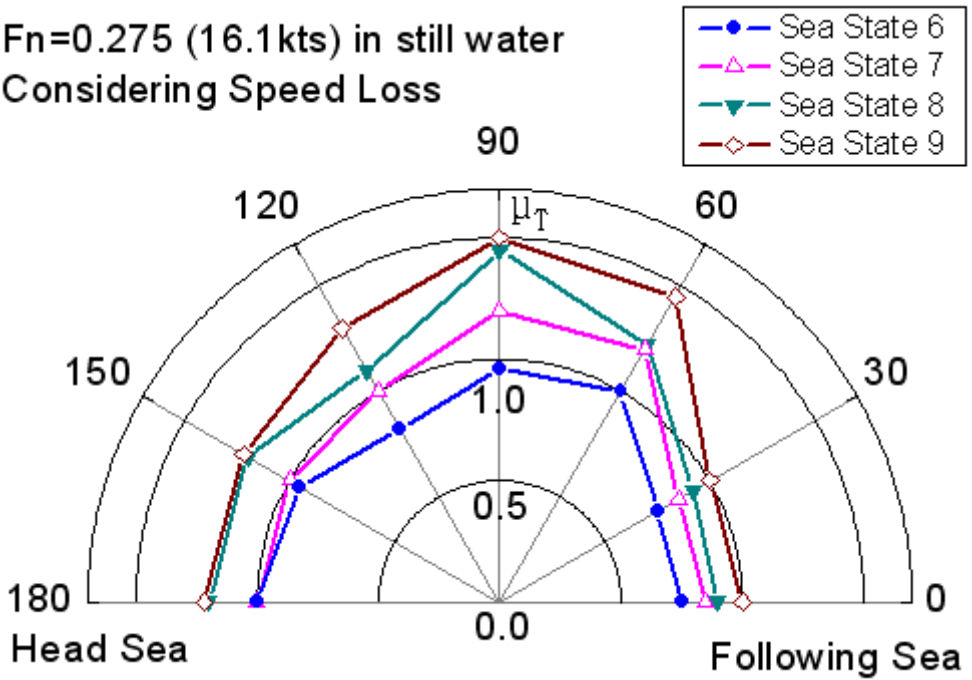 Fn=0.275 (16.1kts) in still water
Considering Speed Loss
Sea State 6
Sea State 7
Sea State 8
Sea State 9
90
120
μT
60
150
30
1.0
0.5
180
0.0
0
Head Sea
Following Sea